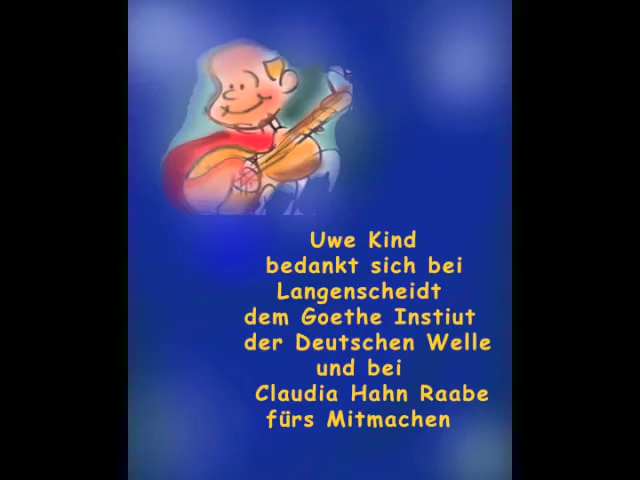 Uwe Kind
bedankt sich bei
Langenscheidt
dem Goethe Instiut
der Deutschen Welle
und bei
Claudia Hahn Raabe
fürs Mitmachen